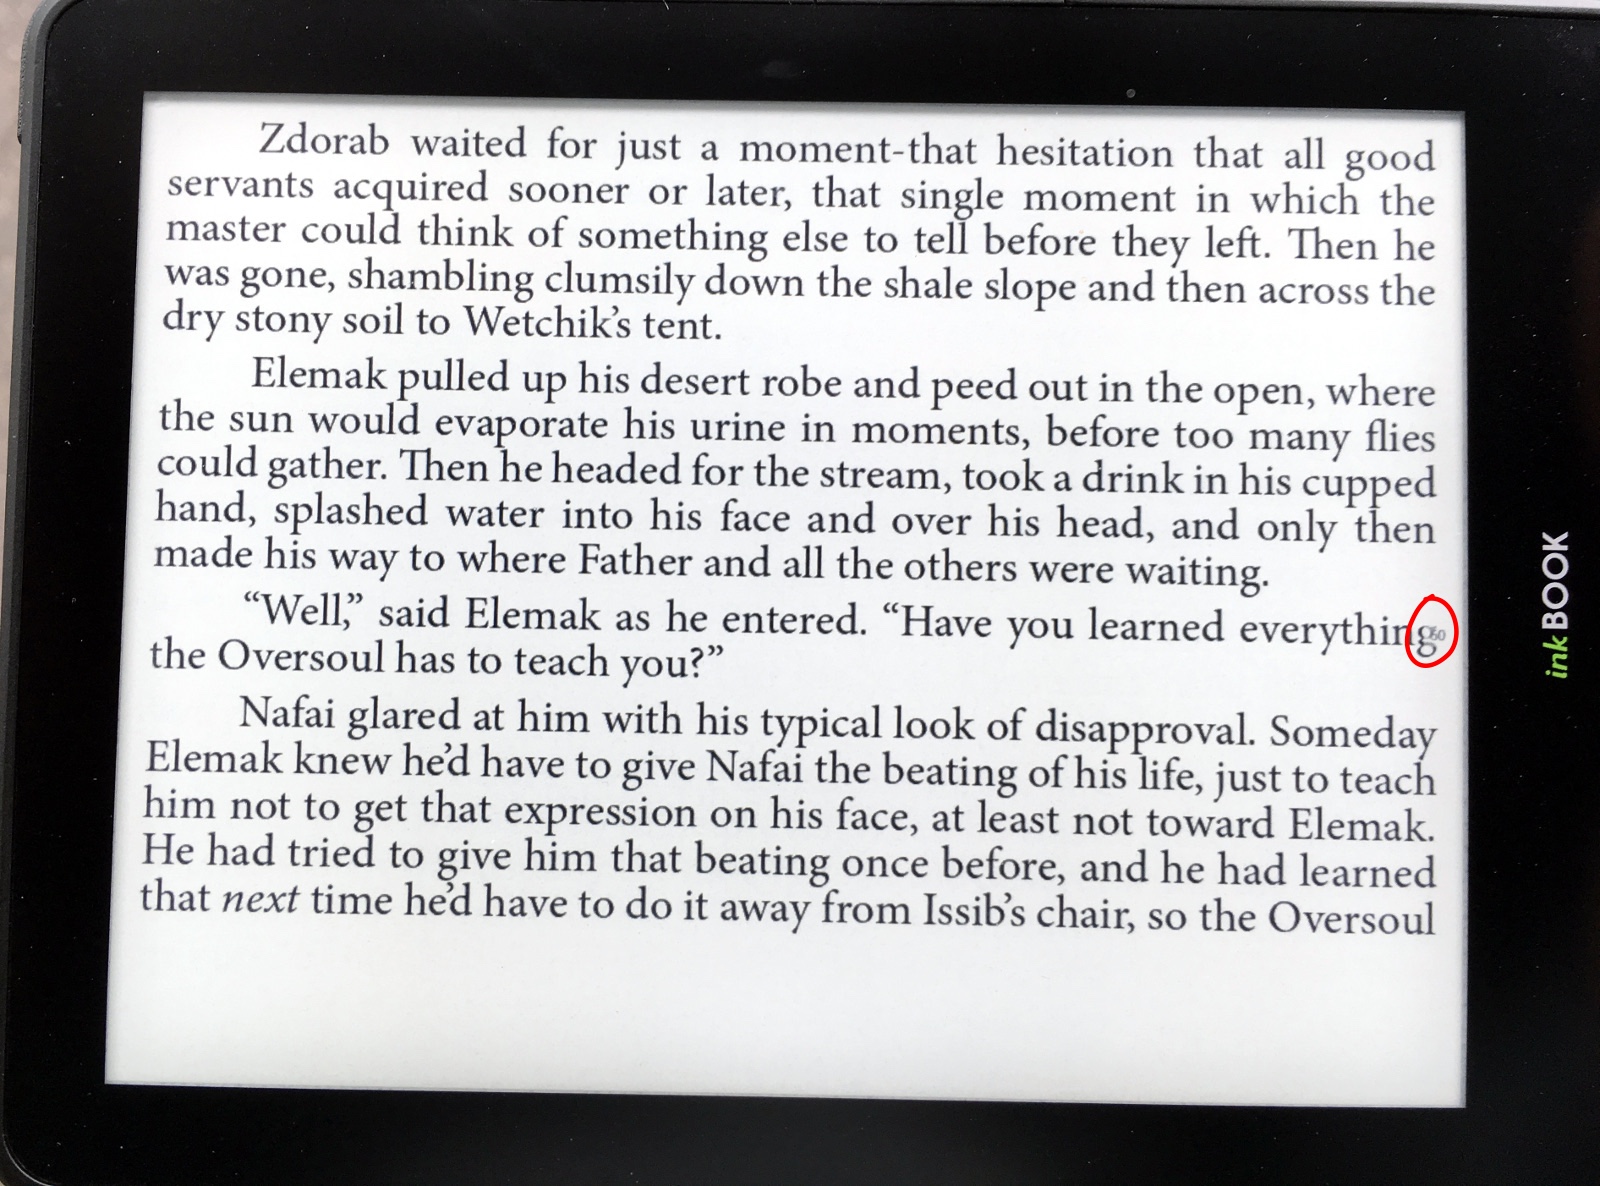 Zdorab waited for just a moment-that hesitation that all good
servants acquired sooner or later, that single moment in which the
master could think of something else to tell before they left. Then he
was gone, shambling clumsily down the shale slope and then across the
dry stony soil to Wetchik’s tent.
Elemak pulled up his desert robe and peed out in the open, where
the sun would evaporate his urine in moments, before too many flies
could gather. Then he headed for the stream, took a drink in his cupped
hand, splashed water into his face and over his head, and only then
made his way to where Father and all the others were waiting.
“Well,” said Elemak as he entered. “Have you learned everything
60
the Oversoul has to teach you?”
Nafai glared at him with his typical look of disapproval. Someday
Elemak knew he’d have to give Nafai the beating of his life, just to teach
him not to get that expression on his face, at least not toward Elemak.
He had tried to give him that beating once before, and he had learned
that next time he’d have to do it away from Issib’s chair, so the Oversoul
inkBOOK